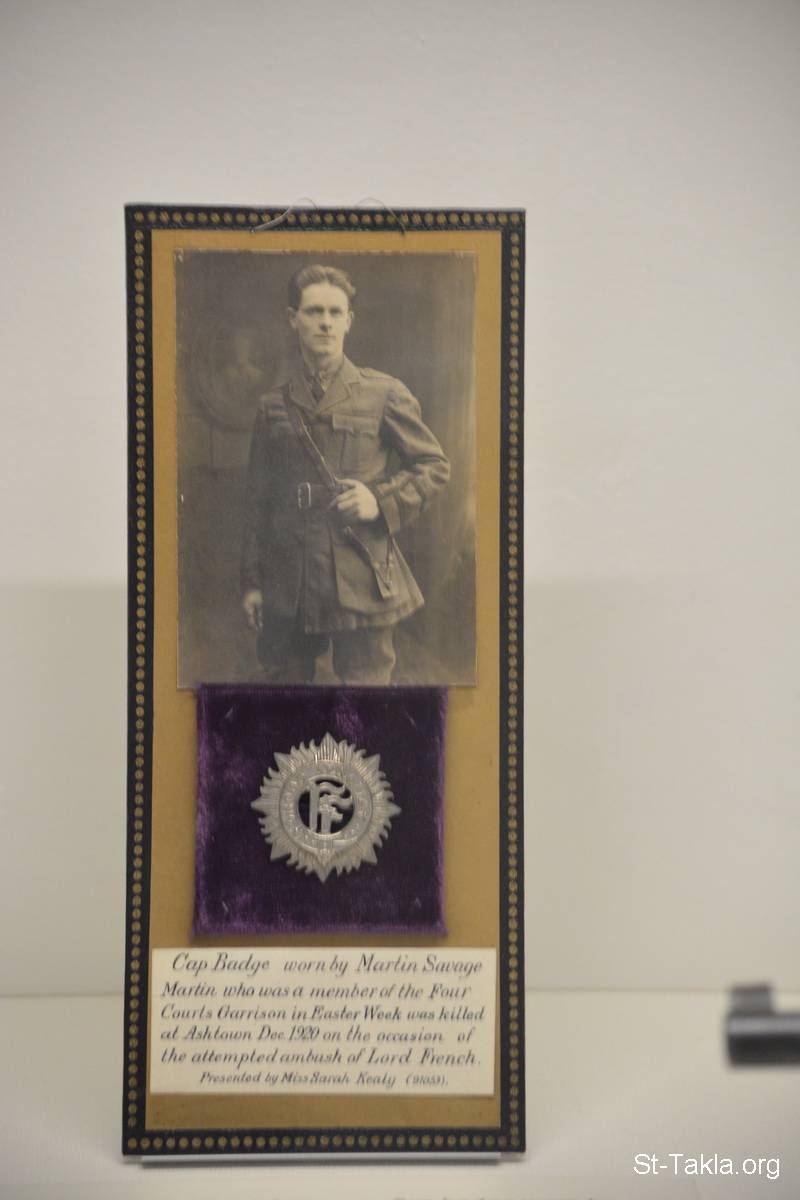 FF
Cap Badge worn by Martin Savage
Martin who was a member of the Four
Courts Garrison in Easter Week was killed
at Ashtown Dec. 1920 on the occasion of
the attempted ambush of Lord French.
Presented by Miss Sarah Kealy
St-Takla.org